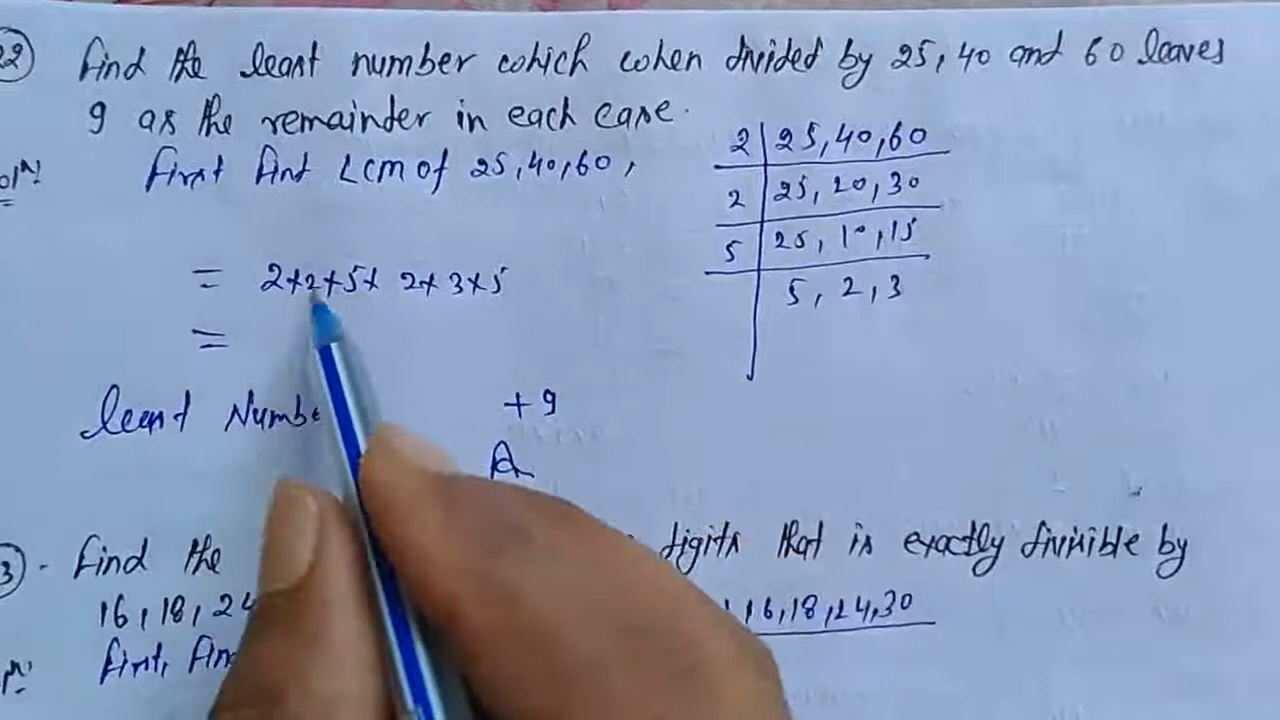 22 Find the least number which when divided by 25, 40 and 60 leaves
9 as the remainder in each case.
Solⁿ: First find LCM of 25, 40, 60,
2 | 25, 40, 60
2 | 25, 20, 30
5 | 25, 10, 15
5, 2, 3
= 2×2×5× 2×3×5
=
least Numbe + 9
A
3 . Find the digits that is exactly divisible by
16, 18, 24
16, 18, 24, 30
First, Fin